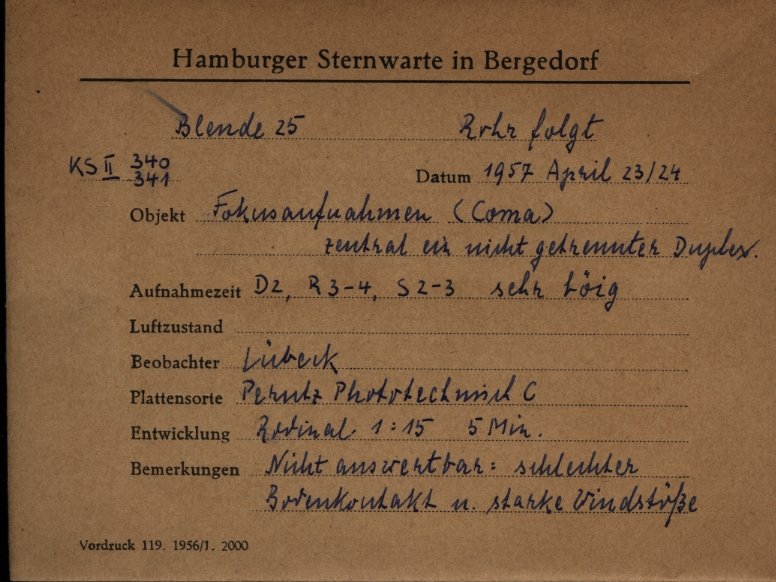 Hamburger Sternwarte in Bergedorf
Blende 25 Rohr folgt
KS II 340
341
Datum 1957 April 23/24
Objekt Fokusaufnahmen (Coma)
zentral ein nicht getrennter Duplex.
Aufnahmezeit D2, R3-4, S2-3 sehr böig
Luftzustand
Beobachter Lübeck
Plattensorte Perutz Phototechnisch C
Entwicklung Rodinal 1:15 5 Min.
Bemerkungen Nicht auswertbar: schlechter
Bodenkontakt u. starke Windstöße
Vordruck 119. 1956/1. 2000